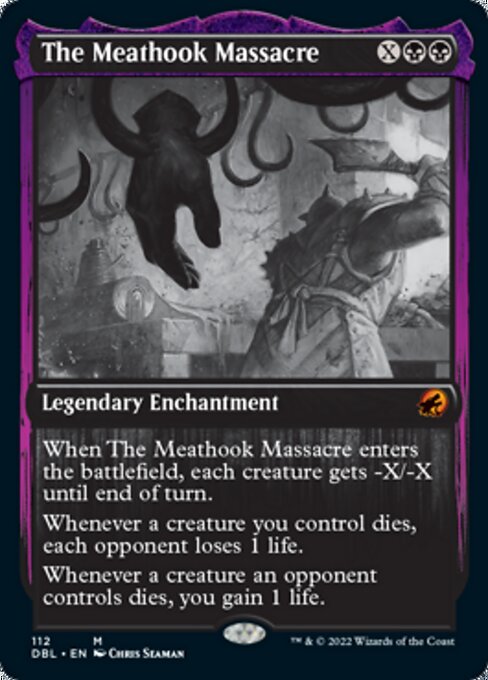 The Meathook Massacre X
Legendary Enchantment
When The Meathook Massacre enters
the battlefield, each creature gets -X/-X
until end of turn.
Whenever a creature you control dies,
each opponent loses 1 life.
Whenever a creature an opponent
controls dies, you gain 1 life.
112 M
DBL • EN Chris Seaman
™ & © 2022 Wizards of the Coast